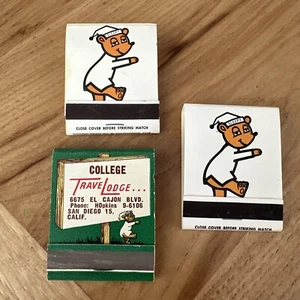 CLOSE COVER BEFORE STRIKING MATCH
COLLEGE
TRAVELODGE...
6675 EL CAJON BLVD.
Phone: HOpkins 9-6106
SAN DIEGO 15,
CALIF.
CLOSE COVER BEFORE STRIKING MATCH